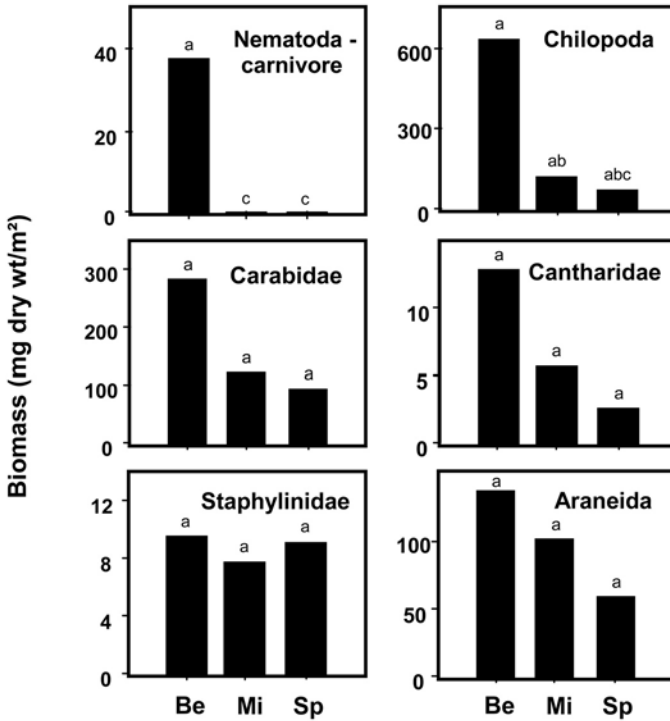 Biomass (mg dry wt/m²)
Nematoda -
carnivore
40
20
0
a
c
c
Chilopoda
600
300
0
a
ab
abc
Carabidae
300
200
100
0
a
a
a
Cantharidae
10
5
0
a
a
a
Staphylinidae
12
8
4
0
a
a
a
Be Mi Sp
Araneida
100
50
0
a
a
a
Be Mi Sp